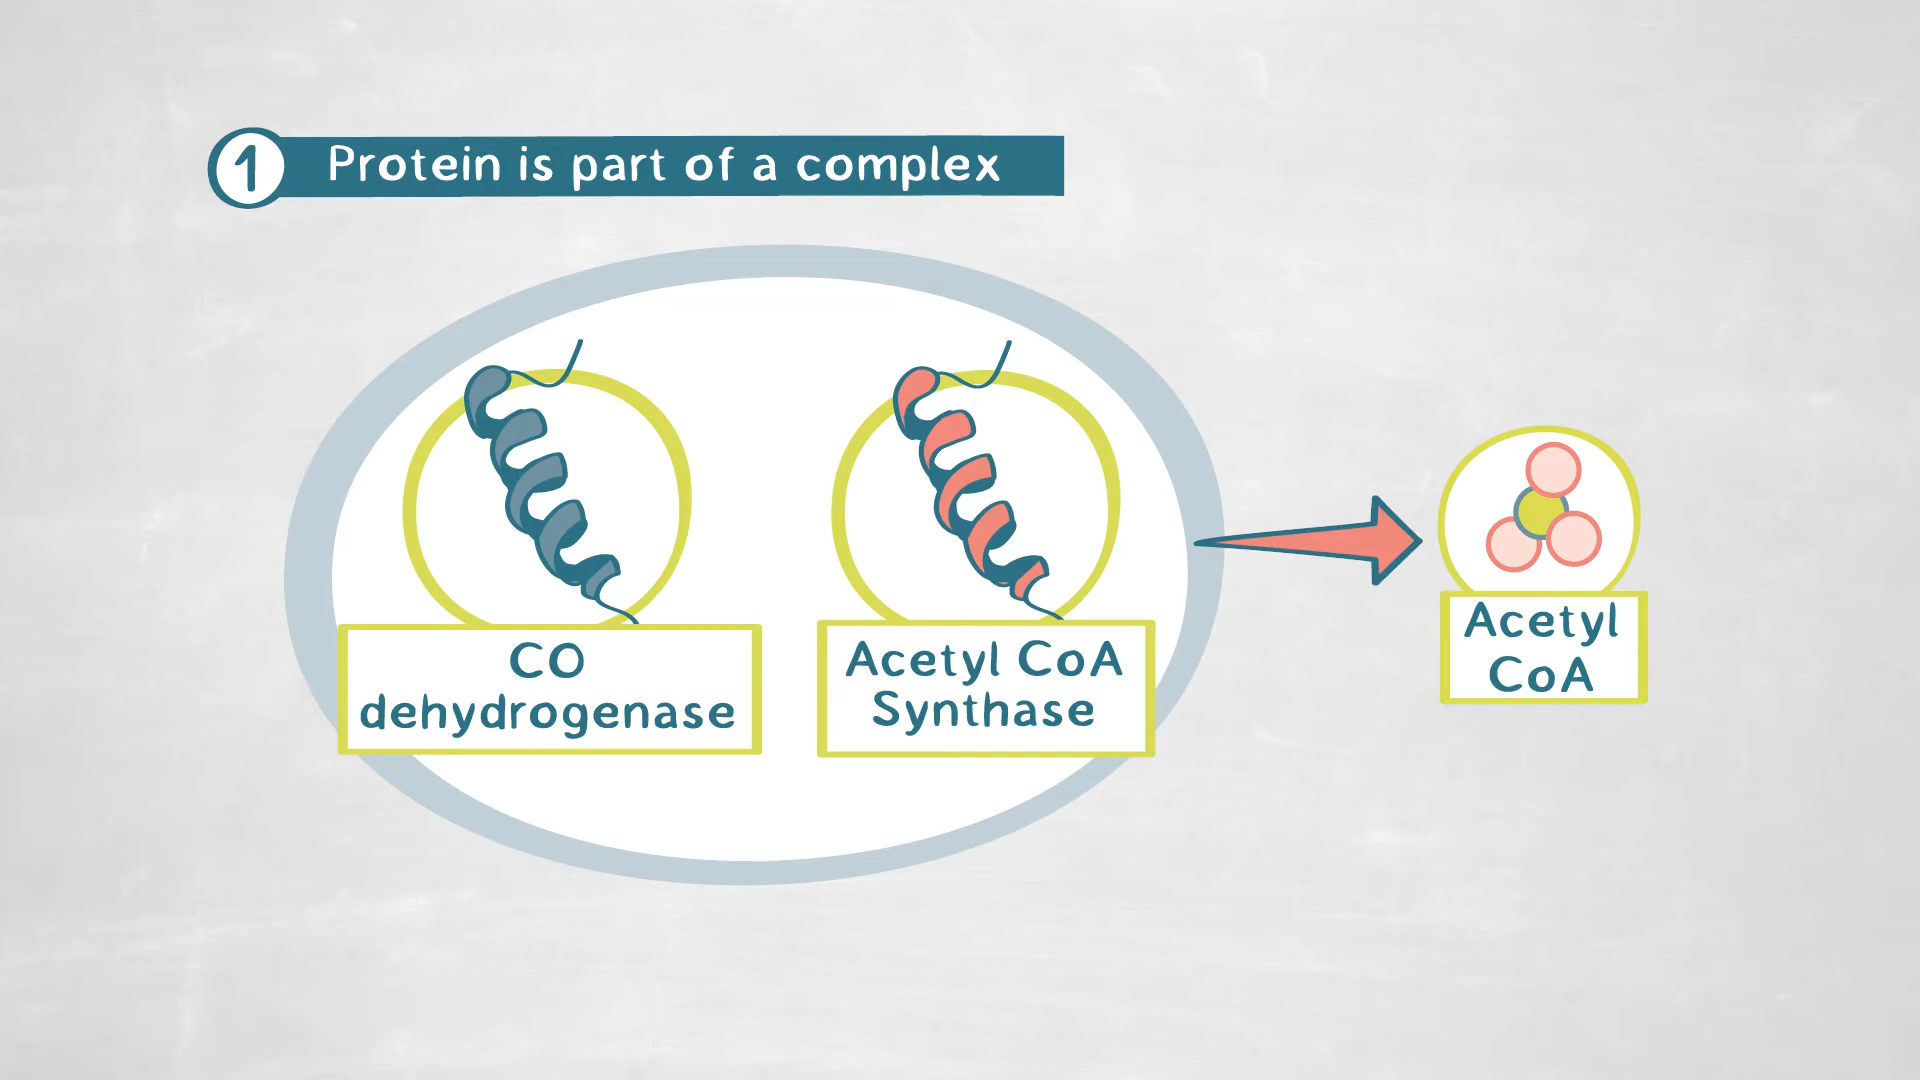 1 Protein is part of a complex
CO
dehydrogenase
Acetyl CoA
Synthase
Acetyl
CoA